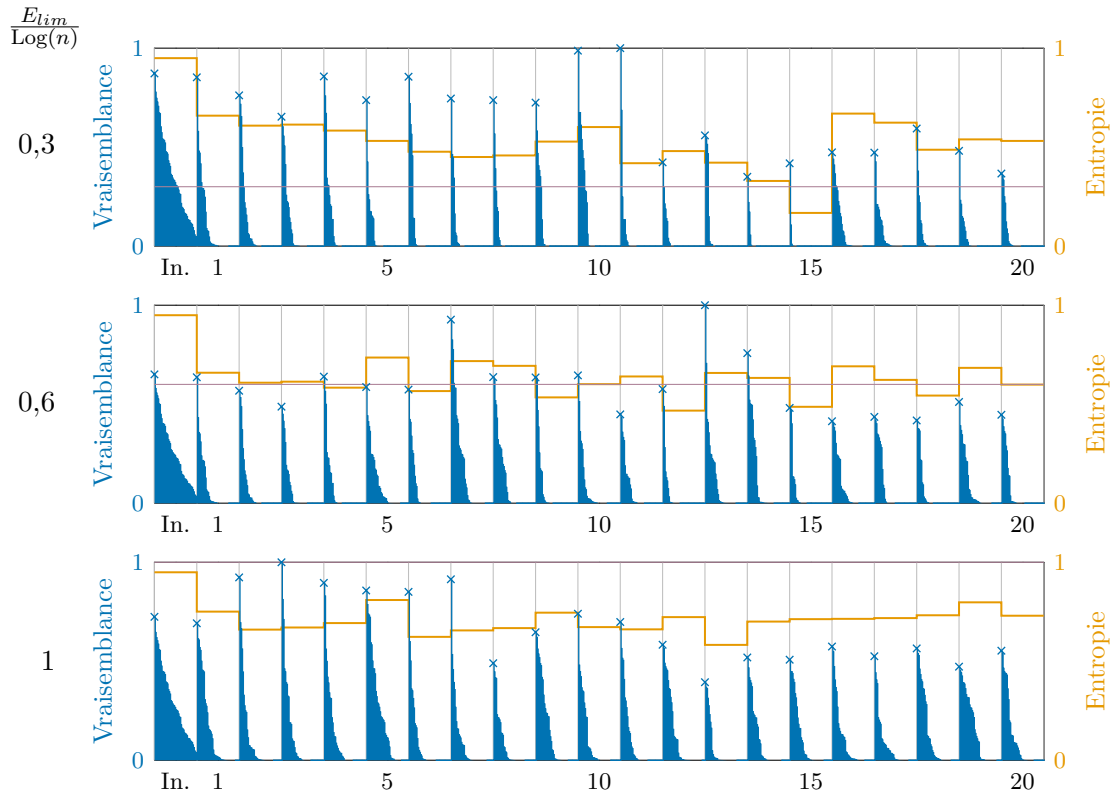 E_lim
Log(n)
0,3
Vraisemblance
1
0
Entropie
1
0
In. 1 5 10 15 20
0,6
Vraisemblance
1
0
Entropie
1
0
In. 1 5 10 15 20
1
Vraisemblance
1
0
Entropie
1
0
In. 1 5 10 15 20